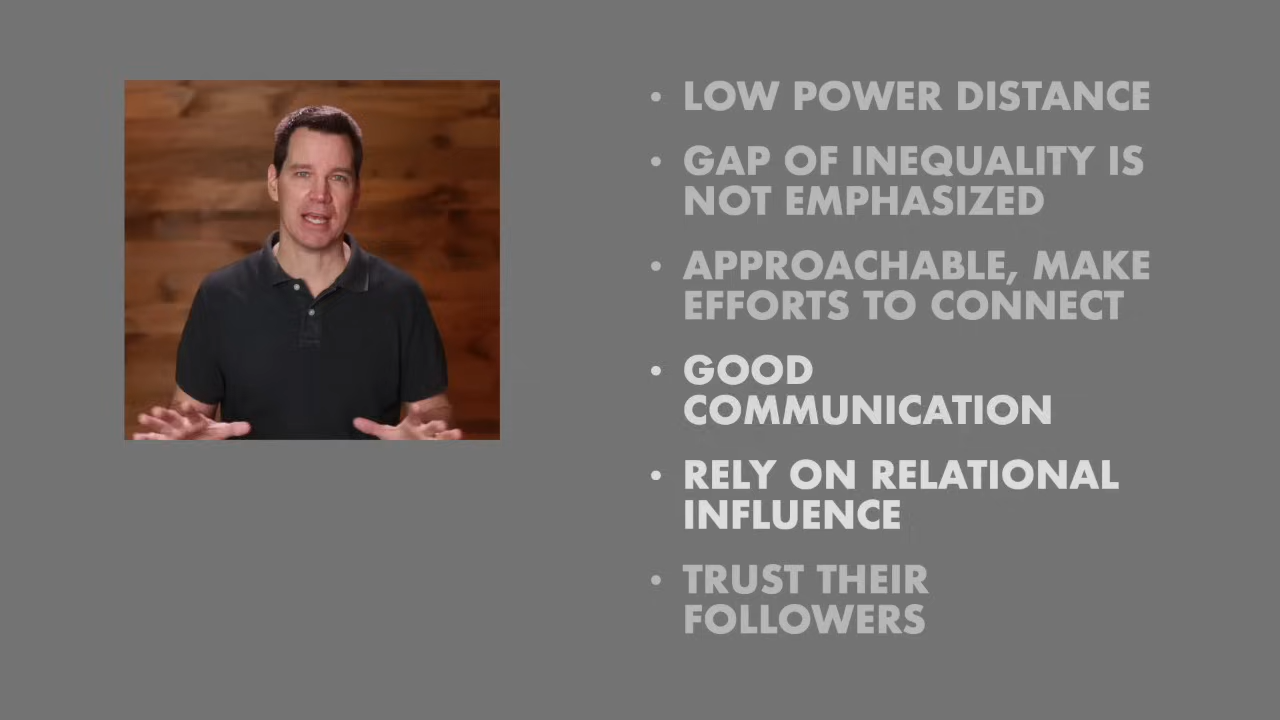 • LOW POWER DISTANCE
• GAP OF INEQUALITY IS
NOT EMPHASIZED
• APPROACHABLE, MAKE
EFFORTS TO CONNECT
• GOOD
COMMUNICATION
• RELY ON RELATIONAL
INFLUENCE
• TRUST THEIR
FOLLOWERS